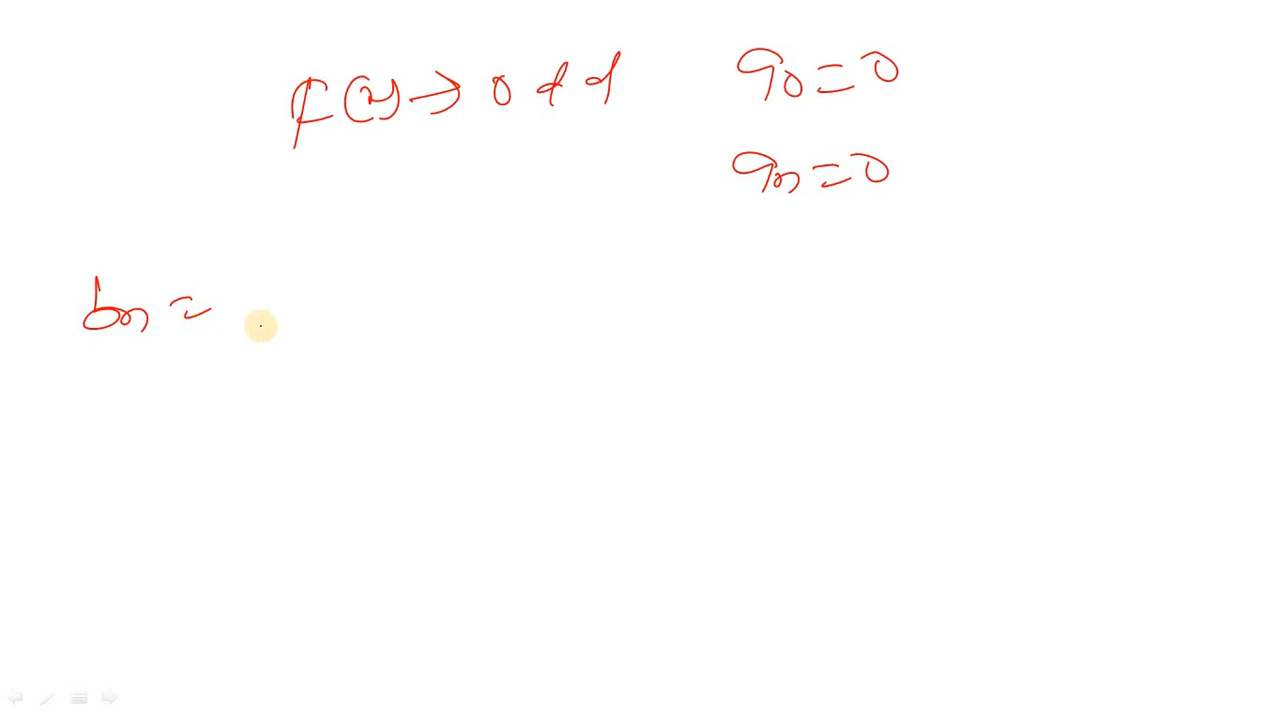 f(x) → odd
a0 = 0
an = 0
bn =